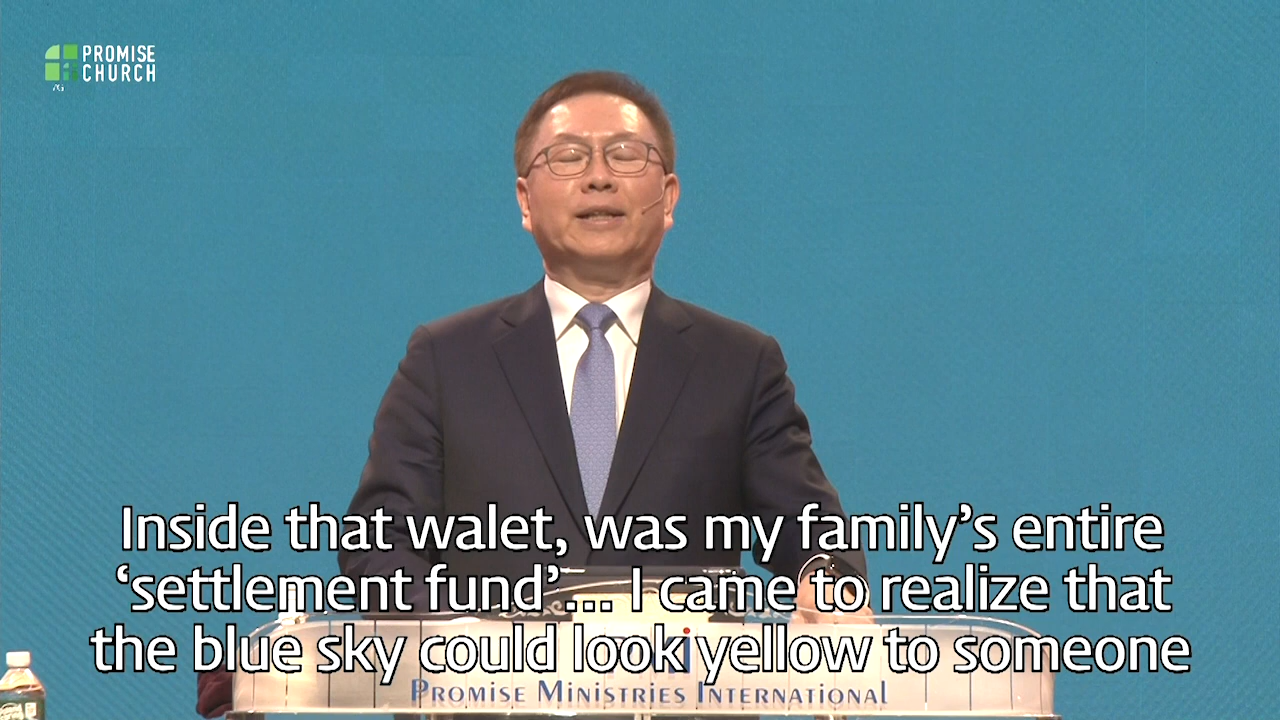 PROMISE
CHURCH
Inside that walet, was my family’s entire
‘settlement fund’... I came to realize that
the blue sky could look yellow to someone
Promise Ministries International